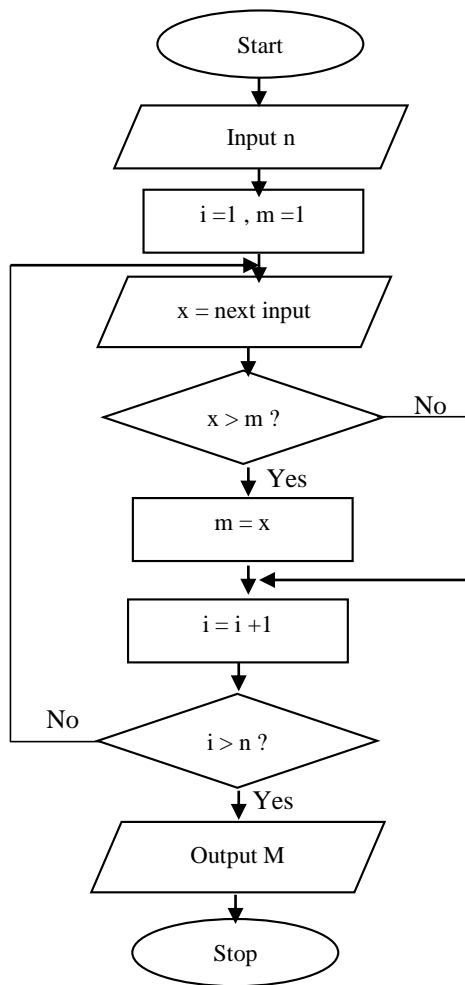 Start
Input n
i =1 , m =1
x = next input
x > m ?
No
Yes
m = x
i = i +1
No
i > n ?
Yes
Output M
Stop